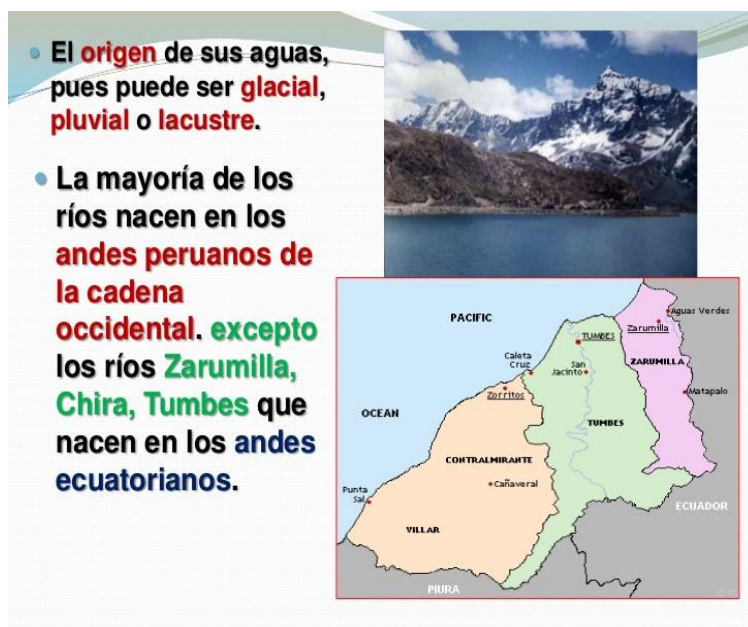 El origen de sus aguas,
pues puede ser glacial,
pluvial o lacustre.
La mayoría de los
ríos nacen en los
andes peruanos de
la cadena
occidental. excepto
los ríos Zarumilla,
Chira, Tumbes que
nacen en los andes
ecuatorianos.
PACIFIC
OCEAN
Aguas Verdes
Zarumilla
TUMBES
ZARUMILLA
Caleta
Cruz
San
Jacinto
Matapalo
Zorritos
TUMBES
CONTRALMIRANTE
Cañaveral
Punta
Sal
ECUADOR
VILLAR
PIURA